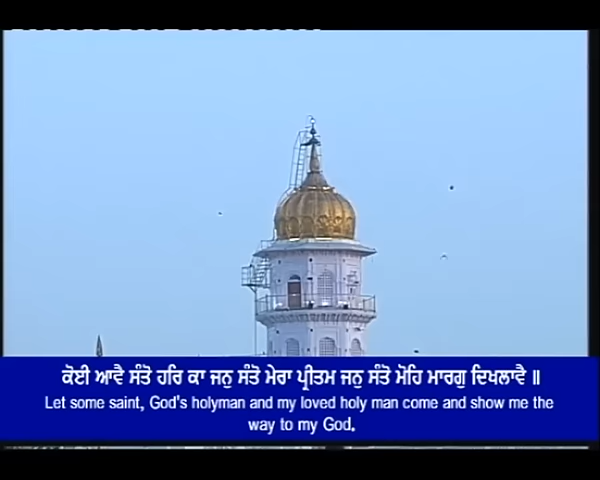 ਕੋਈ ਆਵੈ ਸੰਤੋ ਹਰਿ ਕਾ ਜਨੁ ਸੰਤੋ ਮੇਰਾ ਪ੍ਰੀਤਮ ਜਨੁ ਸੰਤੋ ਮੋਹਿ ਮਾਰਗੁ ਦਿਖਲਾਵੈ ॥
Let some saint, God's holyman and my loved holy man come and show me the
way to my God.